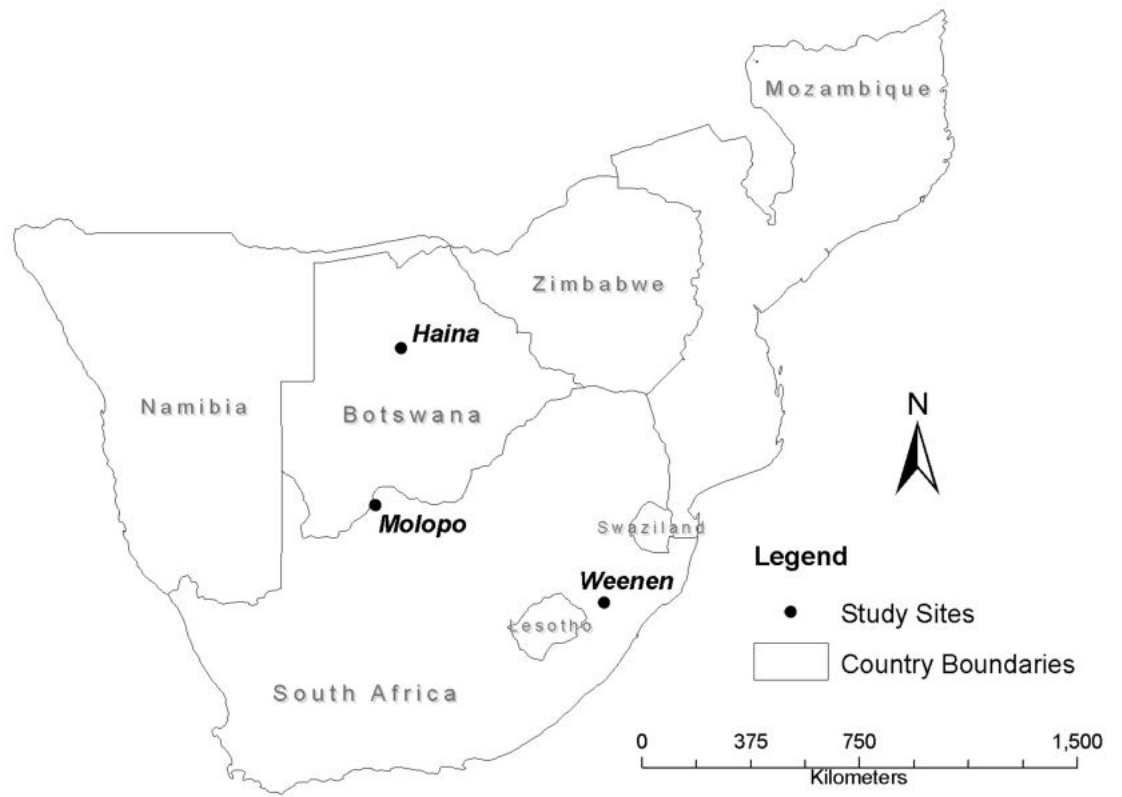 Mozambique
Zimbabwe
Haina
Namibia
Botswana
N
Molopo
Swaziland
Legend
Weenen
Study Sites
Lesotho
Country Boundaries
South Africa
0 375 750 1,500
Kilometers